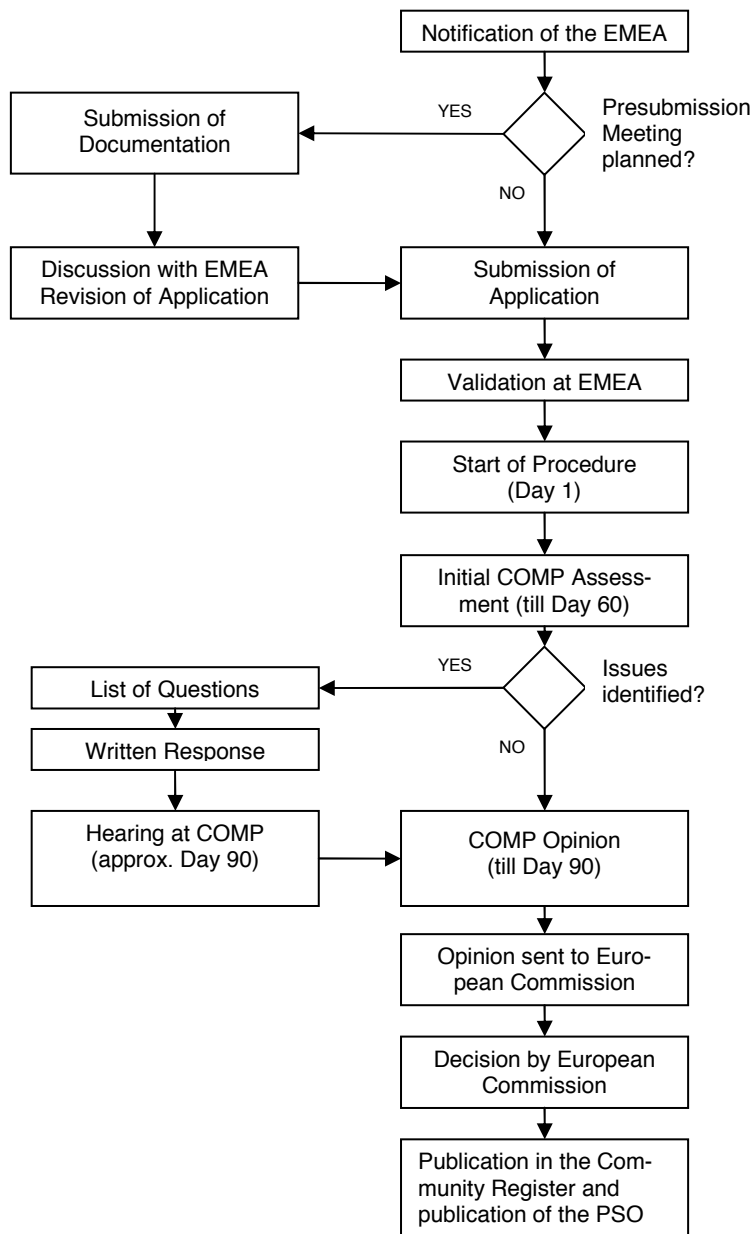 Notification of the EMEA
YES
Presubmission
Meeting
planned?
Submission of
Documentation
NO
Discussion with EMEA
Revision of Application
Submission of
Application
Validation at EMEA
Start of Procedure
(Day 1)
Initial COMP Assess-
ment (till Day 60)
YES
Issues
identified?
List of Questions
NO
Written Response
Hearing at COMP
(approx. Day 90)
COMP Opinion
(till Day 90)
Opinion sent to Euro-
pean Commission
Decision by European
Commission
Publication in the Com-
munity Register and
publication of the PSO